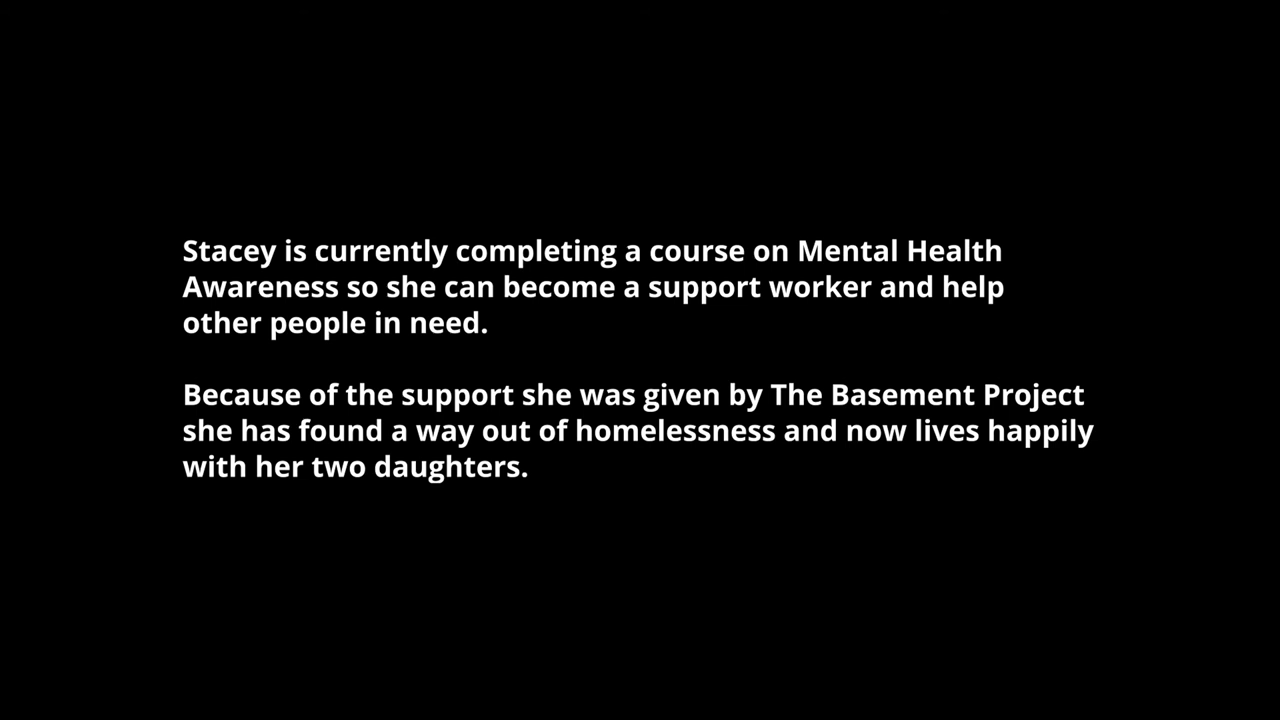 Stacey is currently completing a course on Mental Health
Awareness so she can become a support worker and help
other people in need.
Because of the support she was given by The Basement Project
she has found a way out of homelessness and now lives happily
with her two daughters.